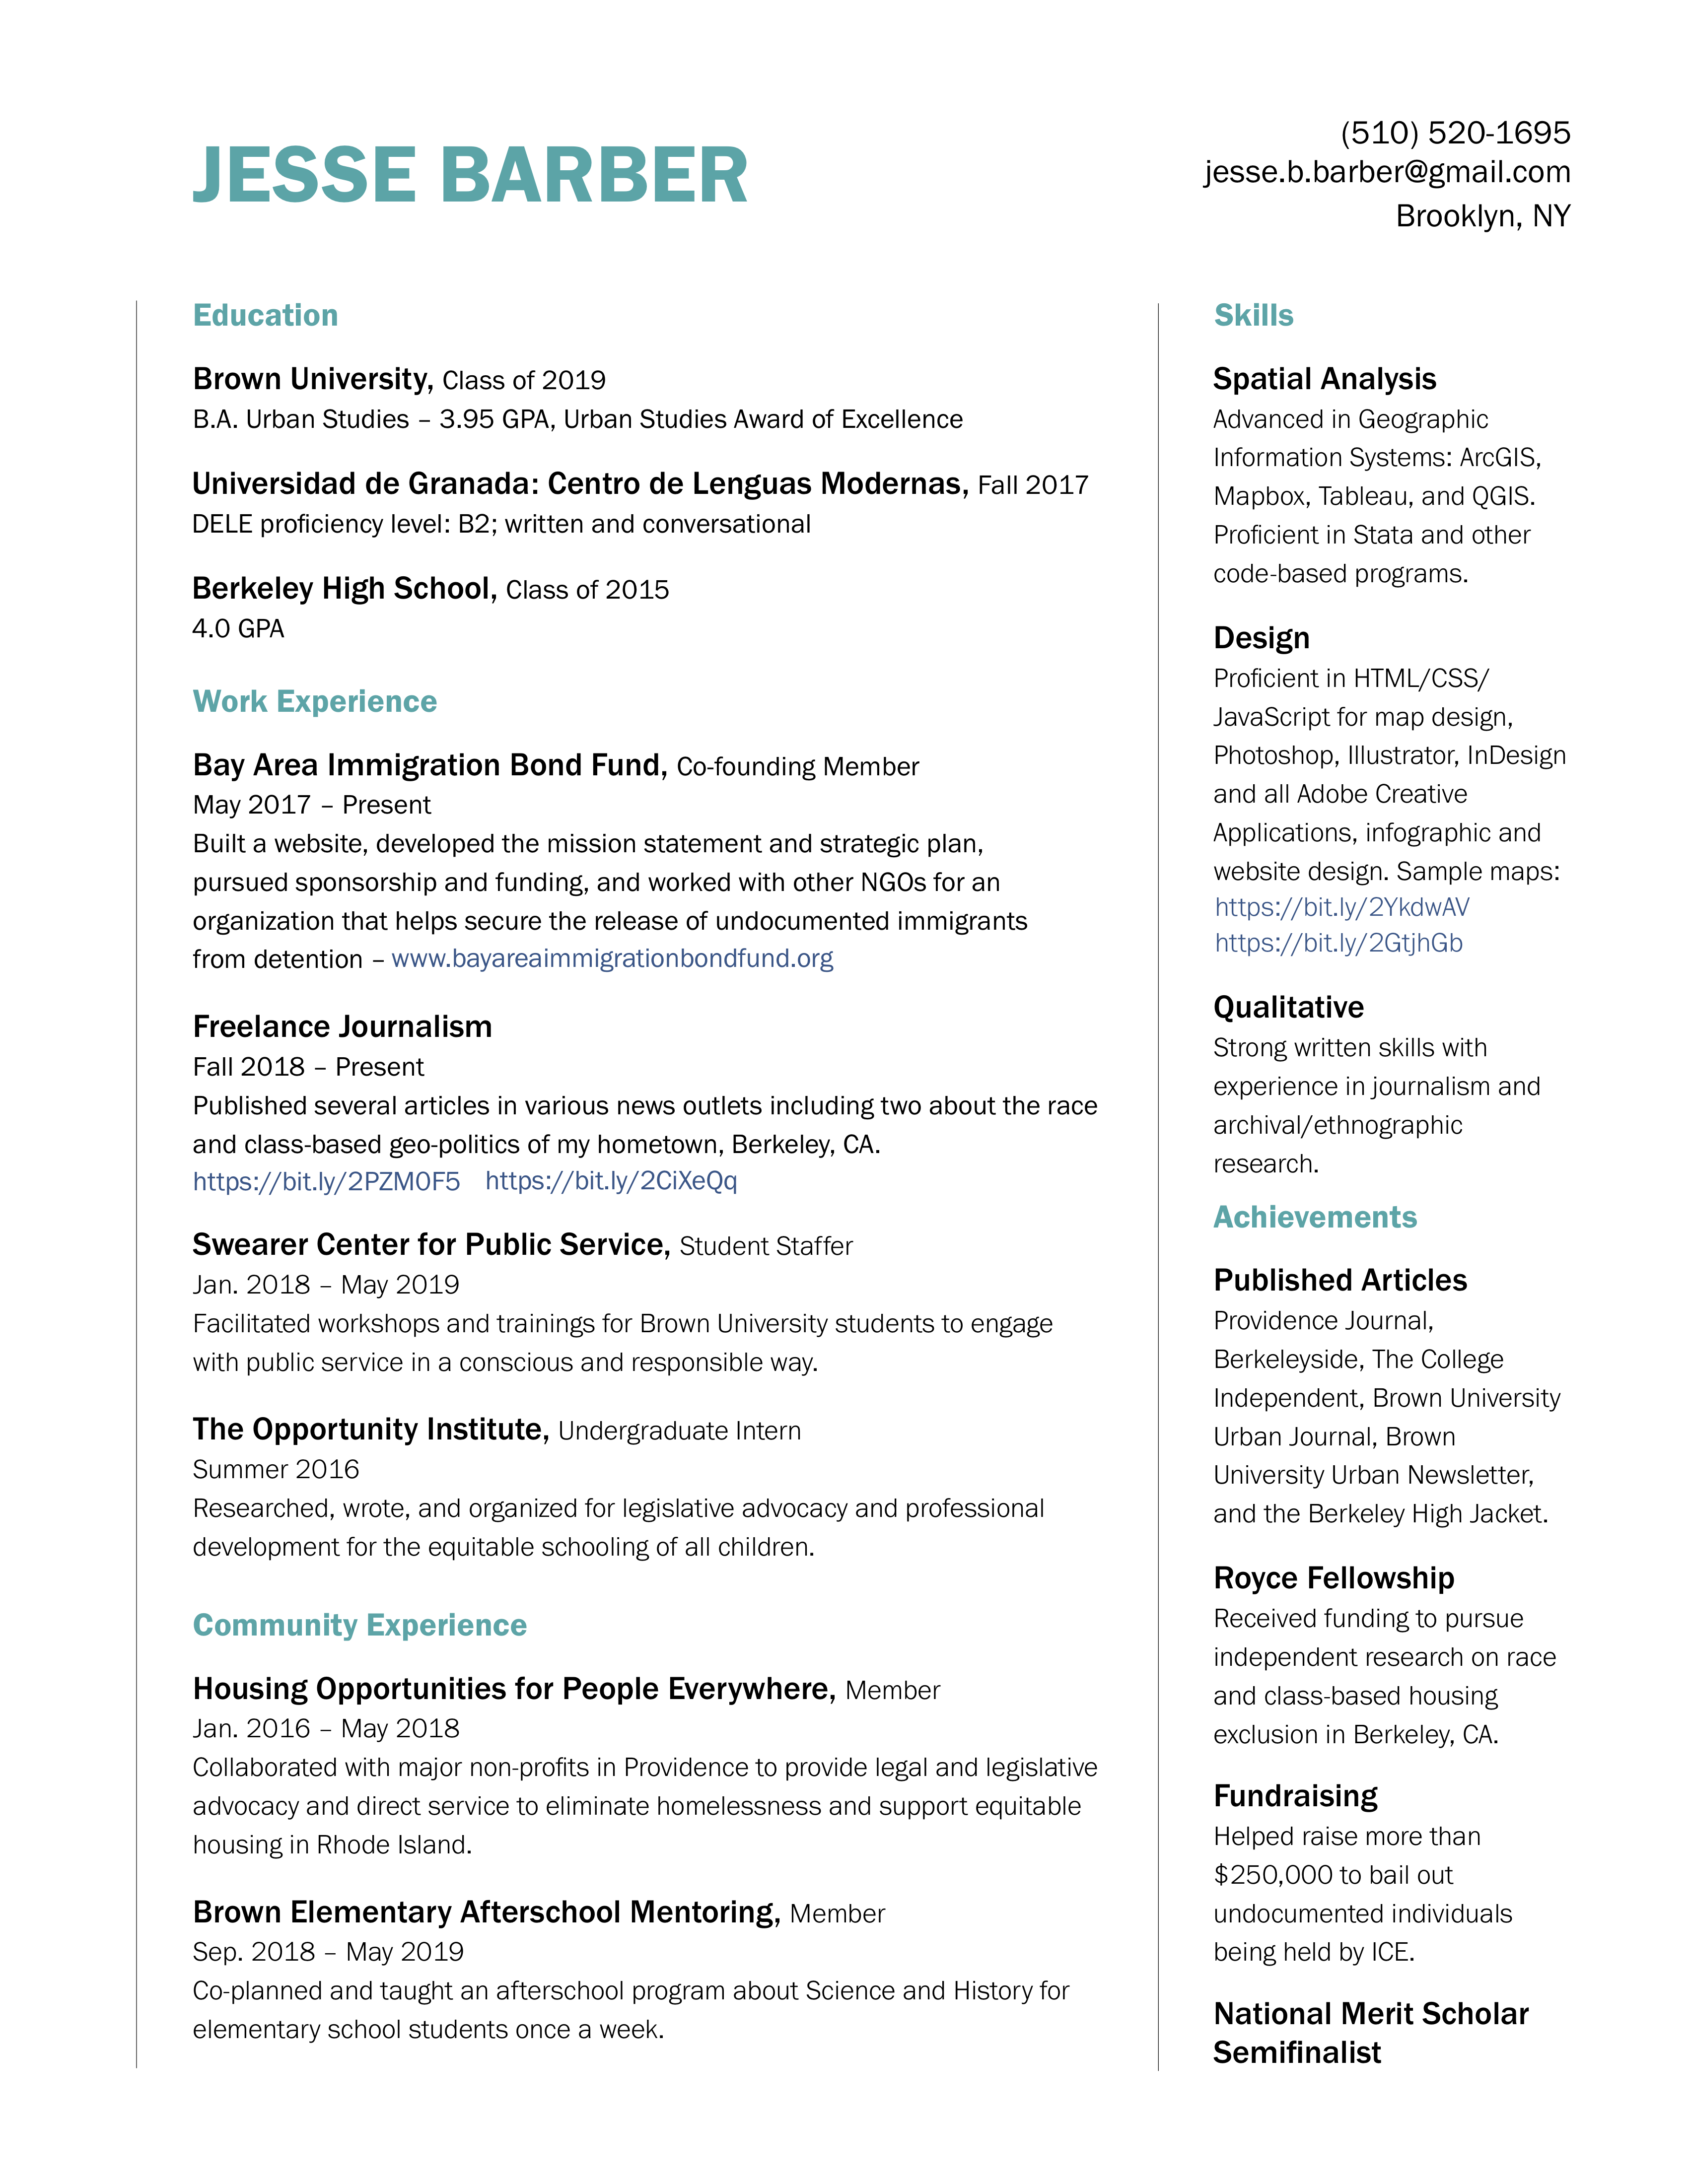 JESSE BARBER
(510) 520-1695
jesse.b.barber@gmail.com
Brooklyn, NY
Education
Brown University, Class of 2019
B.A. Urban Studies – 3.95 GPA, Urban Studies Award of Excellence
Universidad de Granada: Centro de Lenguas Modernas, Fall 2017
DELE proficiency level: B2; written and conversational
Berkeley High School, Class of 2015
4.0 GPA
Work Experience
Bay Area Immigration Bond Fund, Co-founding Member
May 2017 – Present
Built a website, developed the mission statement and strategic plan,
pursued sponsorship and funding, and worked with other NGOs for an
organization that helps secure the release of undocumented immigrants
from detention – www.bayareaimmigrationbondfund.org
Freelance Journalism
Fall 2018 – Present
Published several articles in various news outlets including two about the race
and class-based geo-politics of my hometown, Berkeley, CA.
https://bit.ly/2PZM0F5 https://bit.ly/2CiXeQq
Swearer Center for Public Service, Student Staffer
Jan. 2018 – May 2019
Facilitated workshops and trainings for Brown University students to engage
with public service in a conscious and responsible way.
The Opportunity Institute, Undergraduate Intern
Summer 2016
Researched, wrote, and organized for legislative advocacy and professional
development for the equitable schooling of all children.
Community Experience
Housing Opportunities for People Everywhere, Member
Jan. 2016 – May 2018
Collaborated with major non-profits in Providence to provide legal and legislative
advocacy and direct service to eliminate homelessness and support equitable
housing in Rhode Island.
Brown Elementary Afterschool Mentoring, Member
Sep. 2018 – May 2019
Co-planned and taught an afterschool program about Science and History for
elementary school students once a week.
Skills
Spatial Analysis
Advanced in Geographic
Information Systems: ArcGIS,
Mapbox, Tableau, and QGIS.
Proficient in Stata and other
code-based programs.
Design
Proficient in HTML/CSS/
JavaScript for map design,
Photoshop, Illustrator, InDesign
and all Adobe Creative
Applications, infographic and
website design. Sample maps:
https://bit.ly/2YkdwAV
https://bit.ly/2GtjhGb
Qualitative
Strong written skills with
experience in journalism and
archival/ethnographic
research.
Achievements
Published Articles
Providence Journal,
Berkeleyside, The College
Independent, Brown University
Urban Journal, Brown
University Urban Newsletter,
and the Berkeley High Jacket.
Royce Fellowship
Received funding to pursue
independent research on race
and class-based housing
exclusion in Berkeley, CA.
Fundraising
Helped raise more than
$250,000 to bail out
undocumented individuals
being held by ICE.
National Merit Scholar
Semifinalist